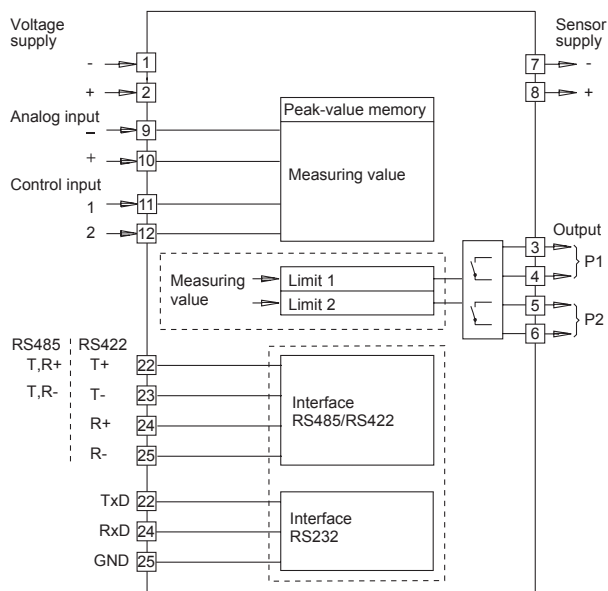 Voltage supply
- 1
+ 2
Analog input
- 9
+ 10
Control input
1 11
2 12
Peak-value memory
Measuring value
Sensor supply
7 -
8 +
Measuring value
Limit 1
Limit 2
Output
3
4
P1
5
6
P2
RS485 RS422
T,R+ T+ 22
T,R- T- 23
R+ 24
R- 25
Interface
RS485/RS422
TxD 22
RxD 24
GND 25
Interface
RS232